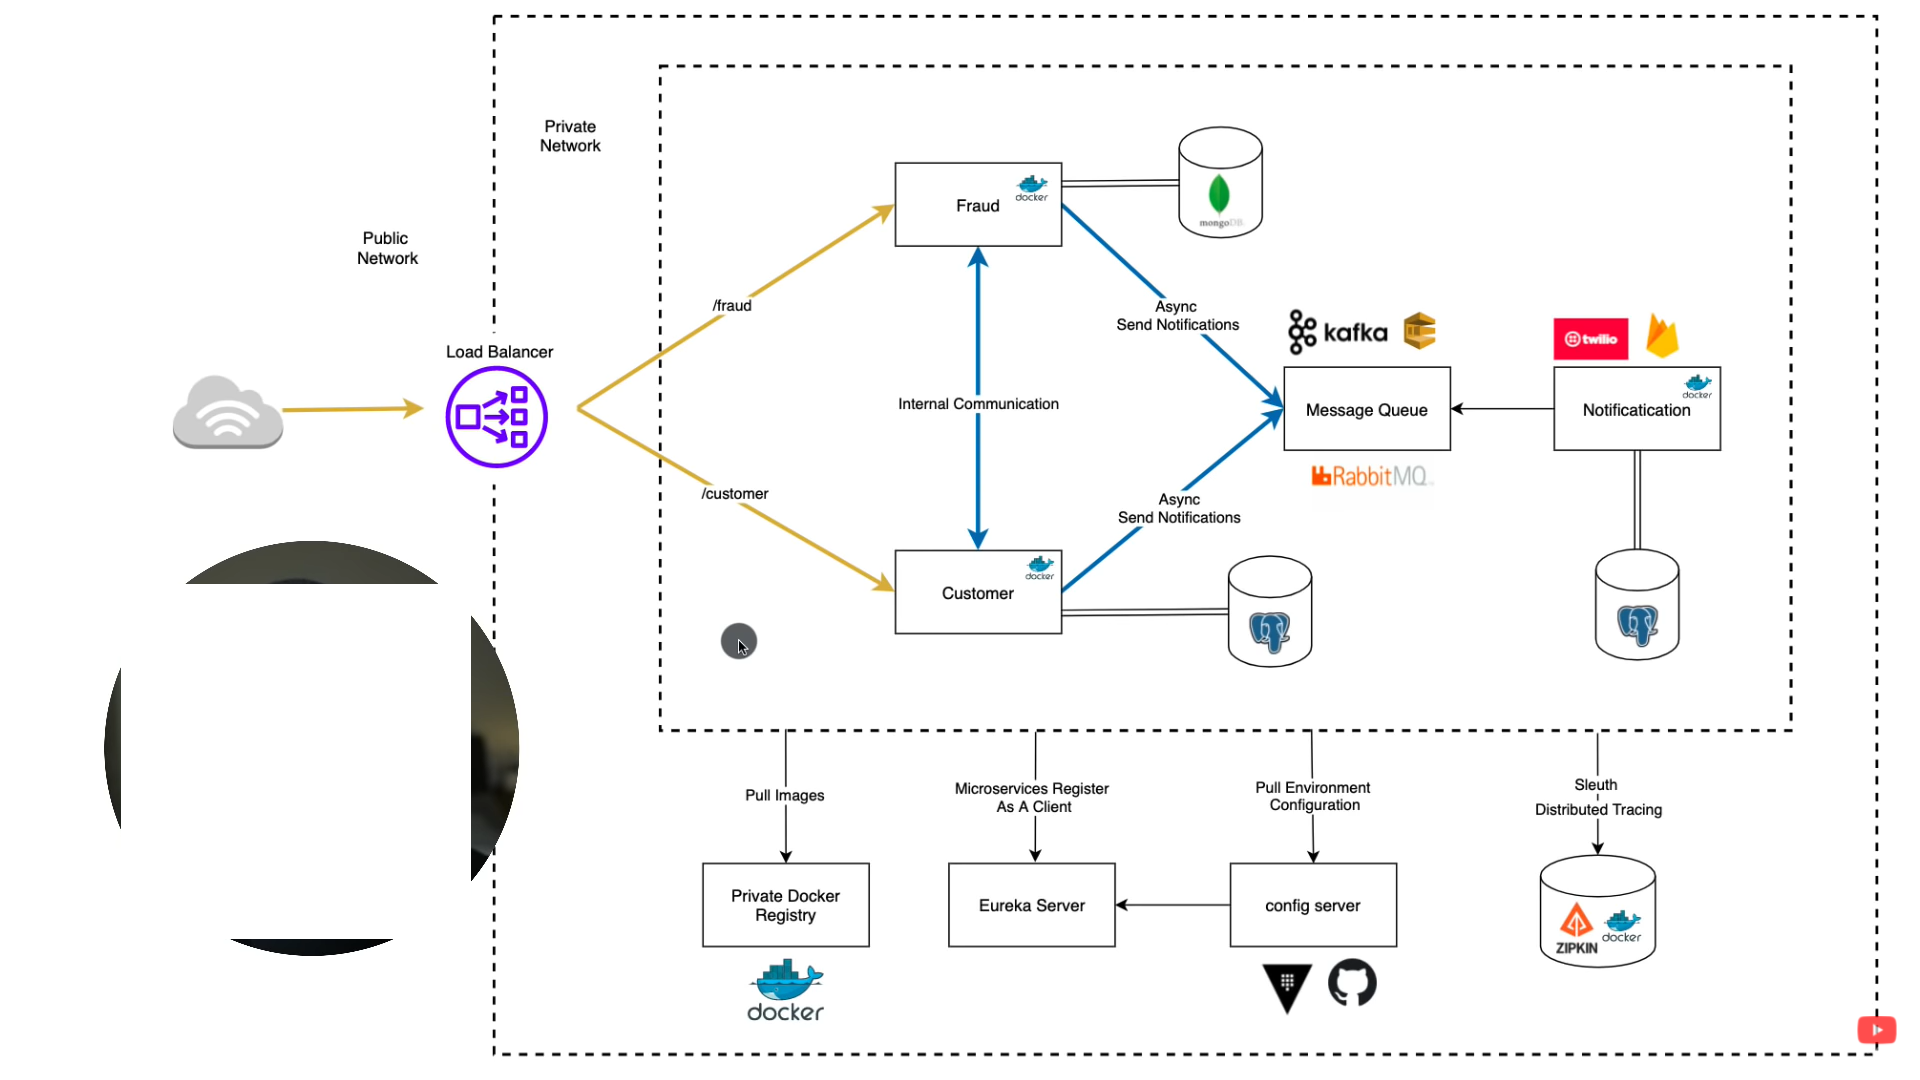 Private
Network
Public
Network
Load Balancer
/fraud
/customer
Fraud
docker
mongoDB
Internal Communication
Async
Send Notifications
kafka
twilio
Message Queue
RabbitMQ
docker
Notificatication
Async
Send Notifications
docker
Customer
Pull Images
Microservices Register
As A Client
Pull Environment
Configuration
Sleuth
Distributed Tracing
Private Docker
Registry
docker
Eureka Server
config server
ZIPKIN
docker